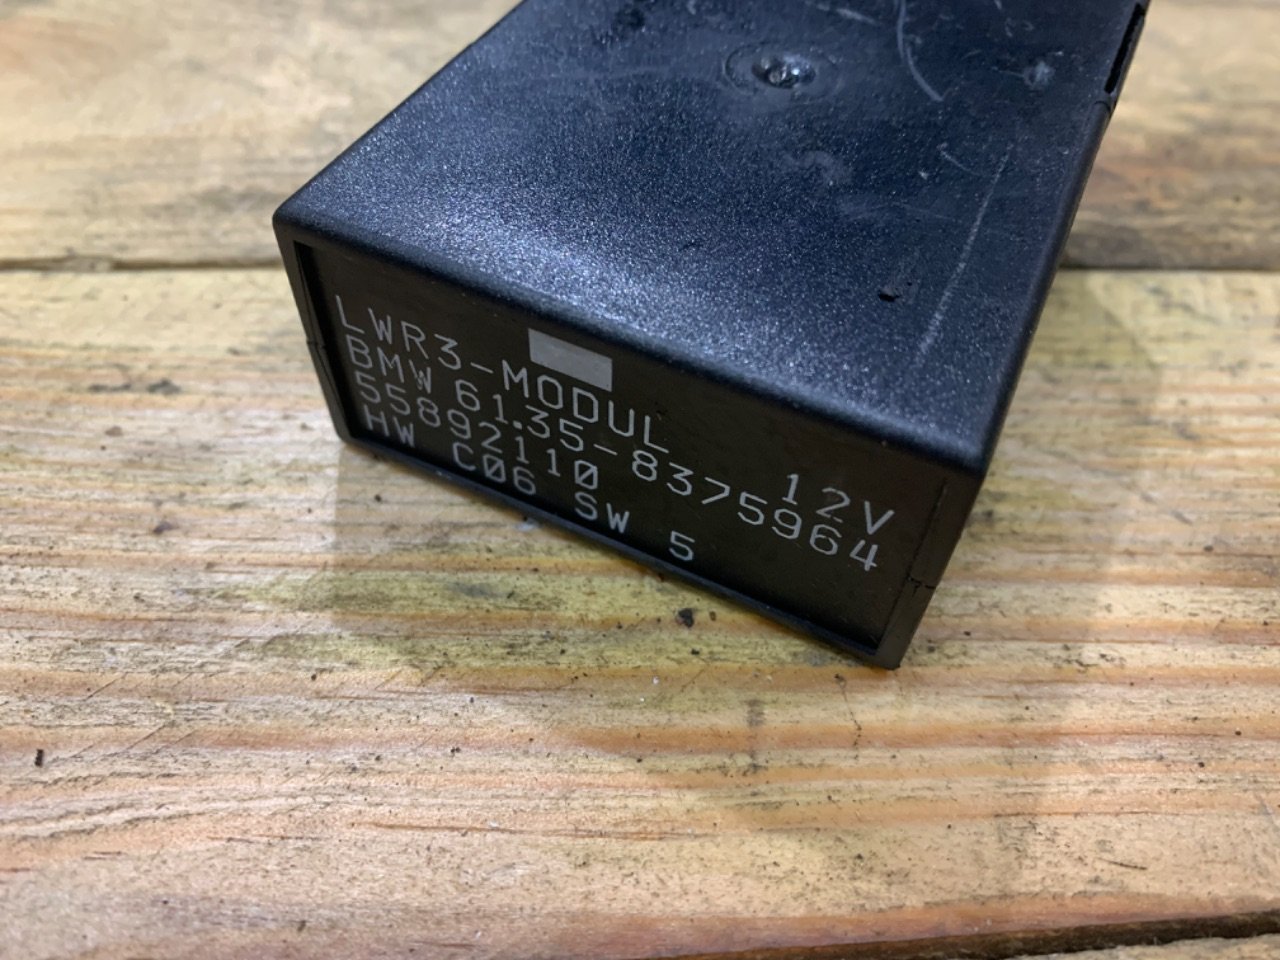 LWR3-MODUL 12V
BMW 61.35-8375964
55892110
HW C06 SW 5